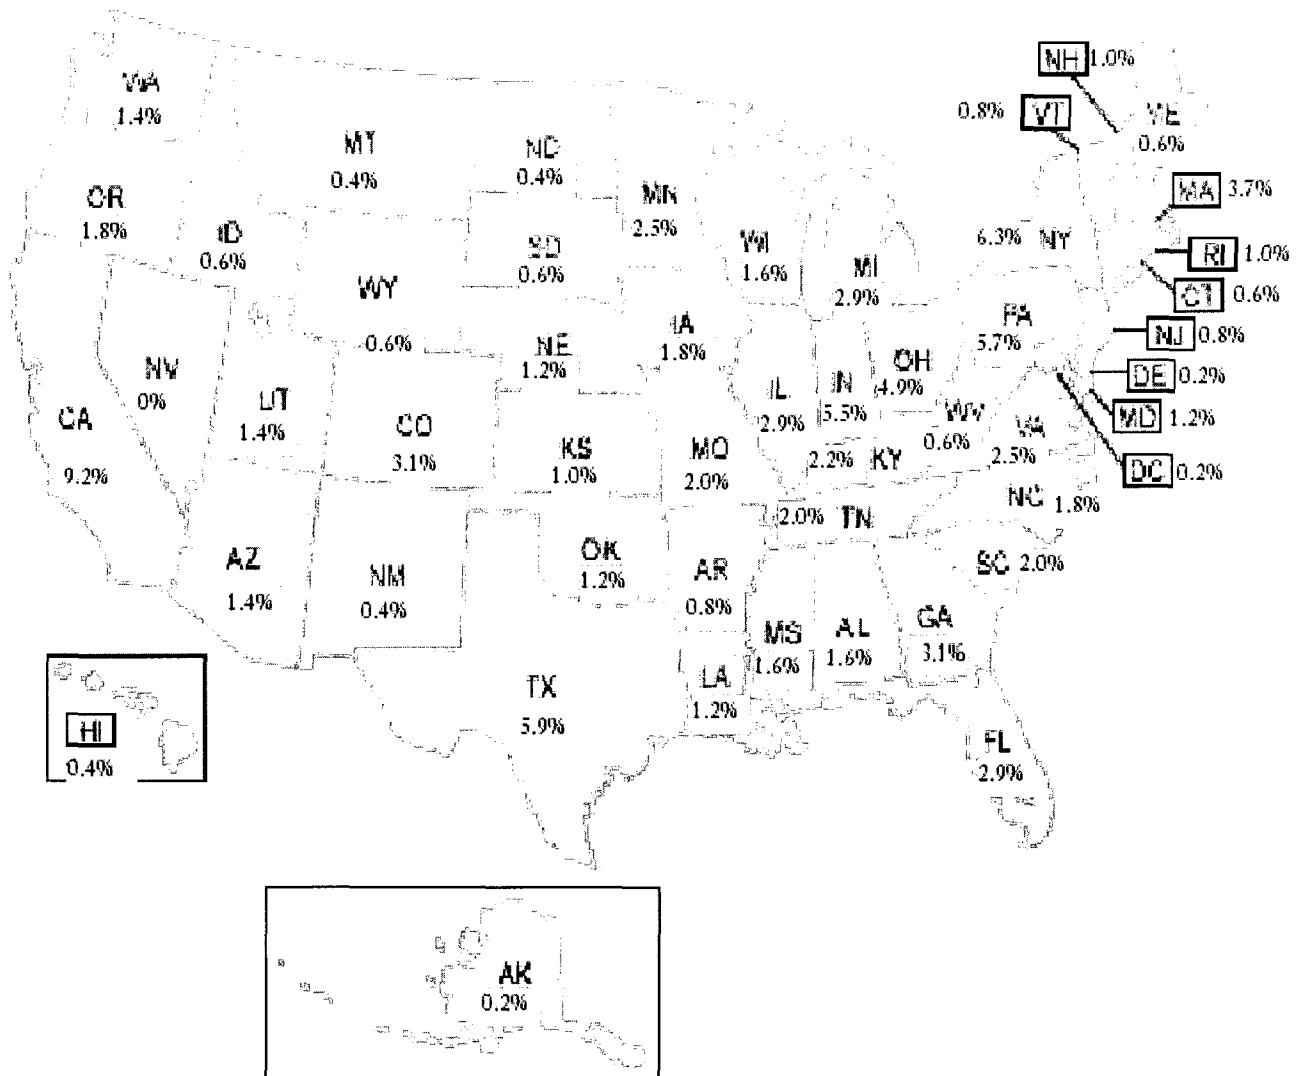 NH 1.0%
WA
1.4%
0.8% VT
ME
0.6%
MT
0.4%
ND
0.4%
OR
1.8%
ID
0.6%
MN
2.5%
MA 3.7%
WI
1.6%
6.3% NY
RI 1.0%
SD
0.6%
MI
2.9%
CT 0.6%
WY
0.6%
IA
1.8%
PA
5.7%
NJ 0.8%
NE
1.2%
NV
0%
UT
1.4%
OH
4.9%
DE 0.2%
IL
2.9%
IN
5.5%
CA
9.2%
CO
3.1%
WV
0.6%
VA
2.5%
MD 1.2%
KS
1.0%
MO
2.0%
2.2% KY
DC 0.2%
NC 1.8%
2.0% TN
AZ
1.4%
NM
0.4%
OK
1.2%
AR
0.8%
SC 2.0%
MS
1.6%
AL
1.6%
GA
3.1%
TX
5.9%
LA
1.2%
HI
0.4%
FL
2.9%
AK
0.2%